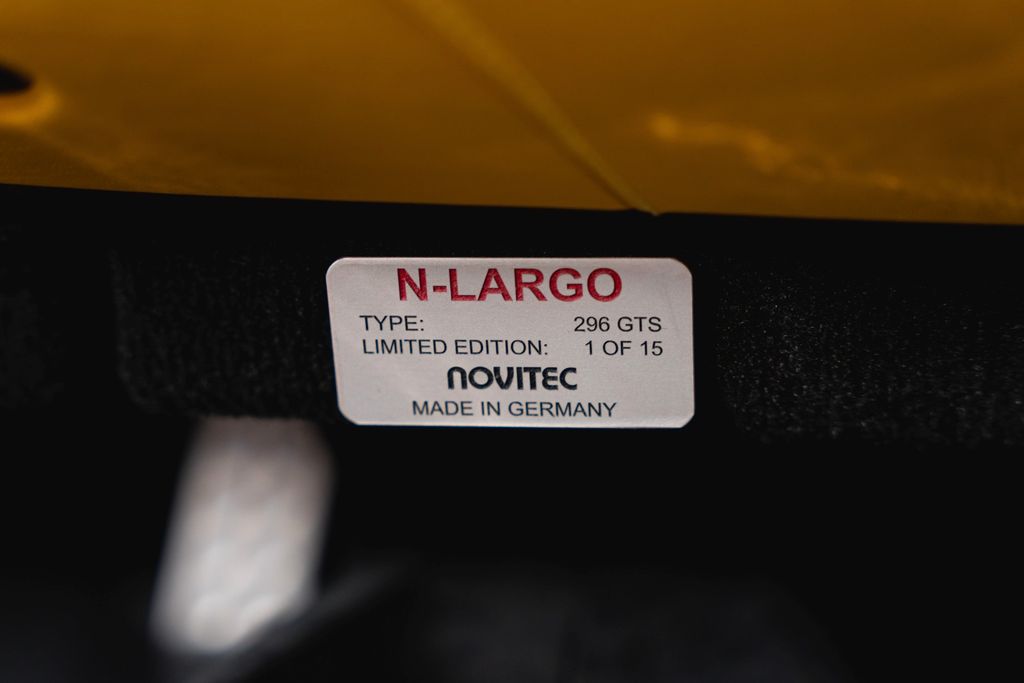 N-LARGO
TYPE: 296 GTS
LIMITED EDITION: 1 OF 15
NOVITEC
MADE IN GERMANY